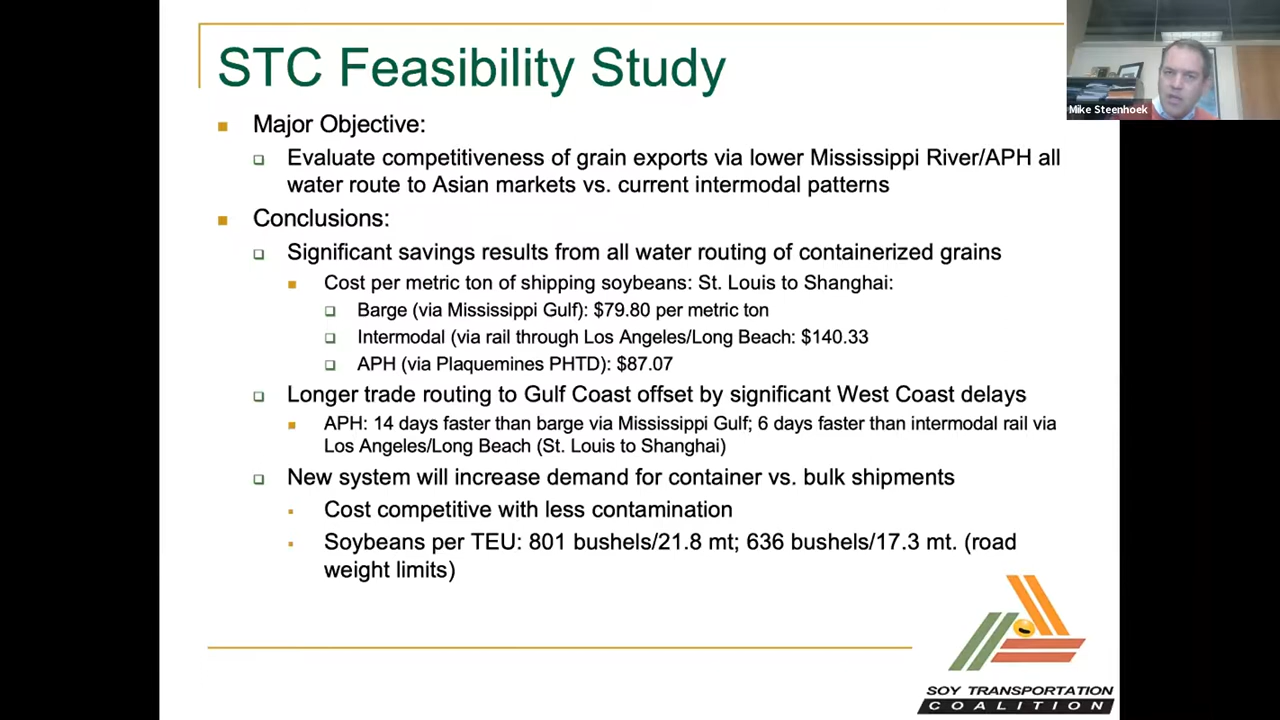 STC Feasibility Study
Major Objective:
Evaluate competitiveness of grain exports via lower Mississippi River/APH all
water route to Asian markets vs. current intermodal patterns
Conclusions:
Significant savings results from all water routing of containerized grains
Cost per metric ton of shipping soybeans: St. Louis to Shanghai:
Barge (via Mississippi Gulf): $79.80 per metric ton
Intermodal (via rail through Los Angeles/Long Beach: $140.33
APH (via Plaquemines PHTD): $87.07
Longer trade routing to Gulf Coast offset by significant West Coast delays
APH: 14 days faster than barge via Mississippi Gulf; 6 days faster than intermodal rail via
Los Angeles/Long Beach (St. Louis to Shanghai)
New system will increase demand for container vs. bulk shipments
Cost competitive with less contamination
Soybeans per TEU: 801 bushels/21.8 mt; 636 bushels/17.3 mt. (road
weight limits)
SOY TRANSPORTATION
COALITION
Mike Steenhoek